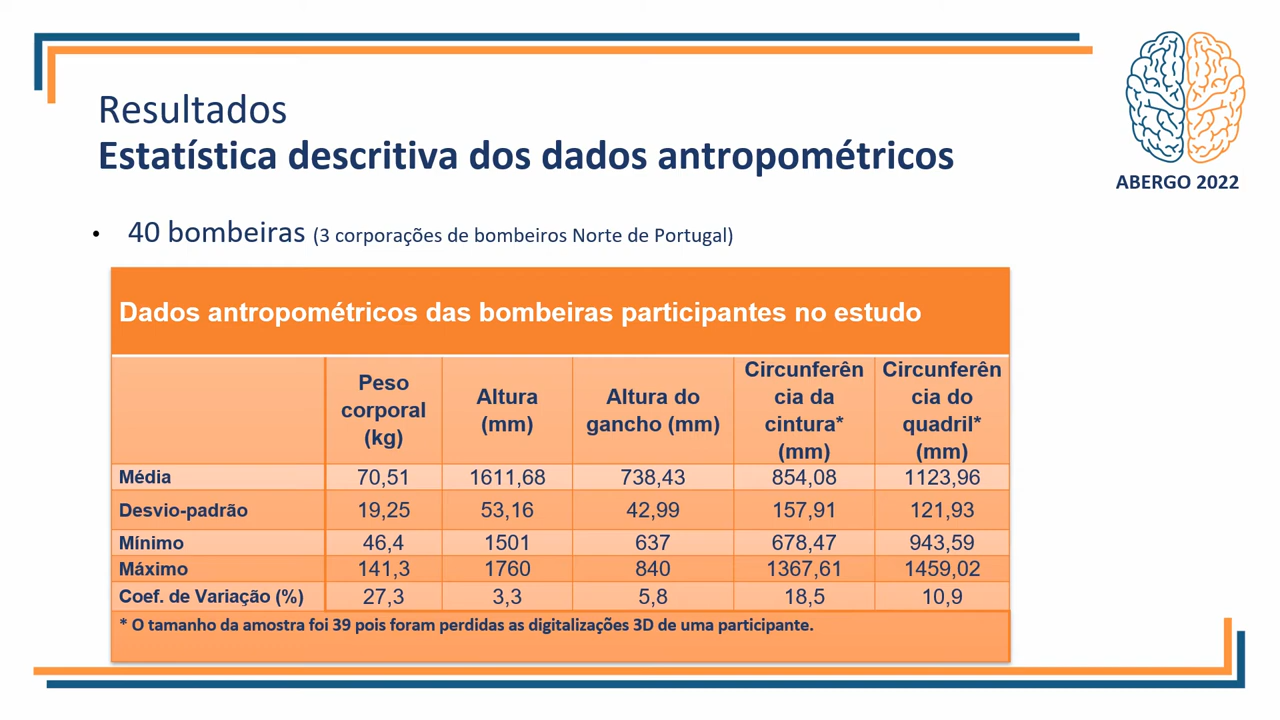 Resultados
Estatística descritiva dos dados antropométricos
ABERGO 2022
• 40 bombeiras (3 corporações de bombeiros Norte de Portugal)
Dados antropométricos das bombeiras participantes no estudo
Peso corporal (kg) Altura (mm) Altura do gancho (mm) Circunferên cia da cintura* (mm) Circunferên cia do quadril* (mm)
Média 70,51 1611,68 738,43 854,08 1123,96
Desvio-padrão 19,25 53,16 42,99 157,91 121,93
Mínimo 46,4 1501 637 678,47 943,59
Máximo 141,3 1760 840 1367,61 1459,02
Coef. de Variação (%) 27,3 3,3 5,8 18,5 10,9
* O tamanho da amostra foi 39 pois foram perdidas as digitalizações 3D de uma participante.